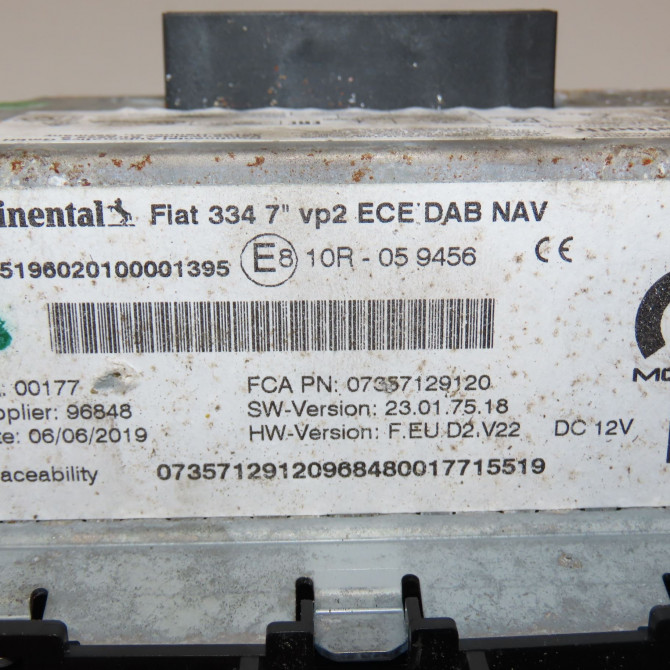 inental Fiat 334 7" vp2 ECE DAB NAV
5196020100001395 E8 10R - 05 9456 CE
: 00177 FCA PN: 07357129120
pplier: 96848 SW-Version: 23.01.75.18
te: 06/06/2019 HW-Version: F.EU.D2.V22 DC 12V
aceability 07357129120968480017715519
MO